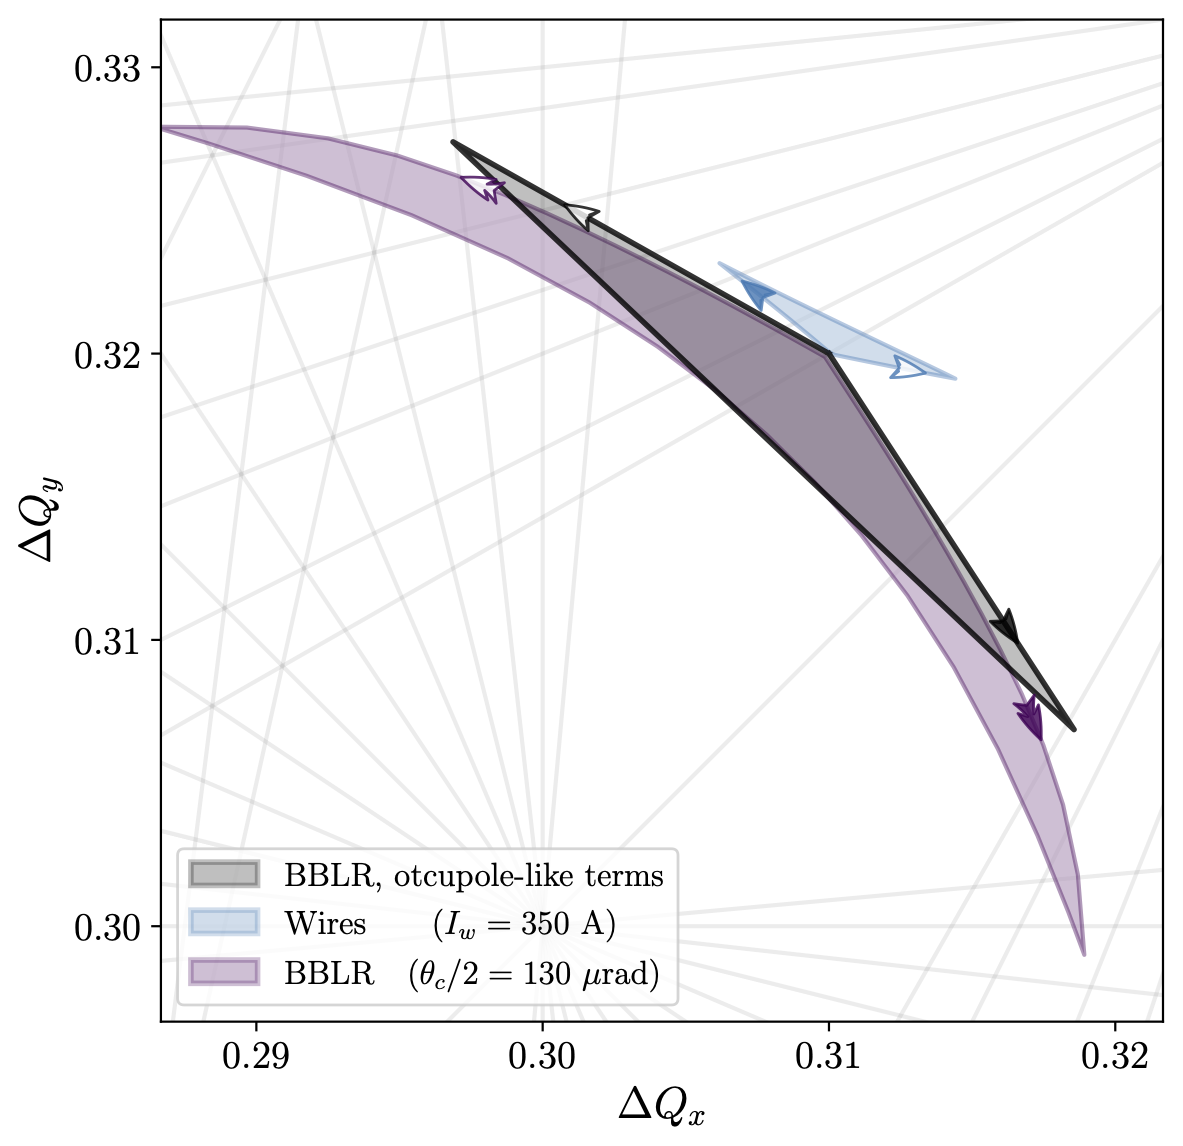 0.33
0.32
0.31
0.30
ΔQ_y
BBLR, otcupole-like terms
Wires (I_w = 350 A)
BBLR (θ_c/2 = 130 μrad)
0.29 0.30 0.31 0.32
ΔQ_x